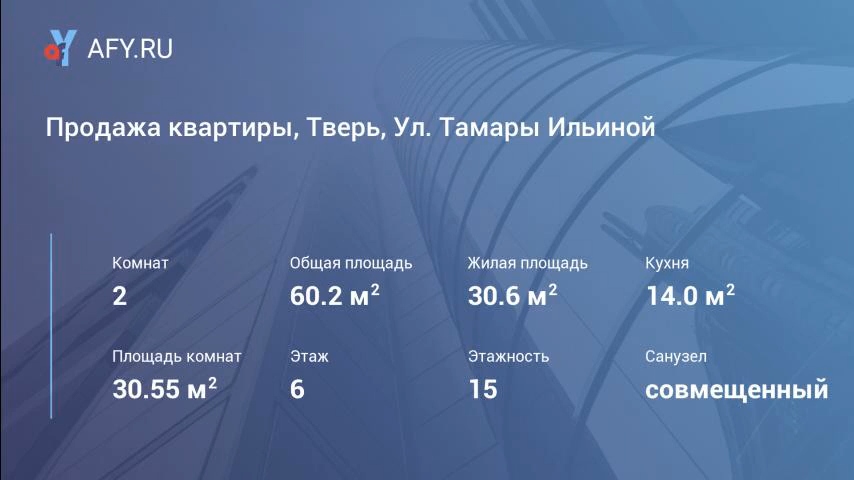 AFY.RU
Продажа квартиры, Тверь, Ул. Тамары Ильиной
Комнат
2
Общая площадь
60.2 м²
Жилая площадь
30.6 м²
Кухня
14.0 м²
Площадь комнат
30.55 м²
Этаж
6
Этажность
15
Санузел
совмещенный